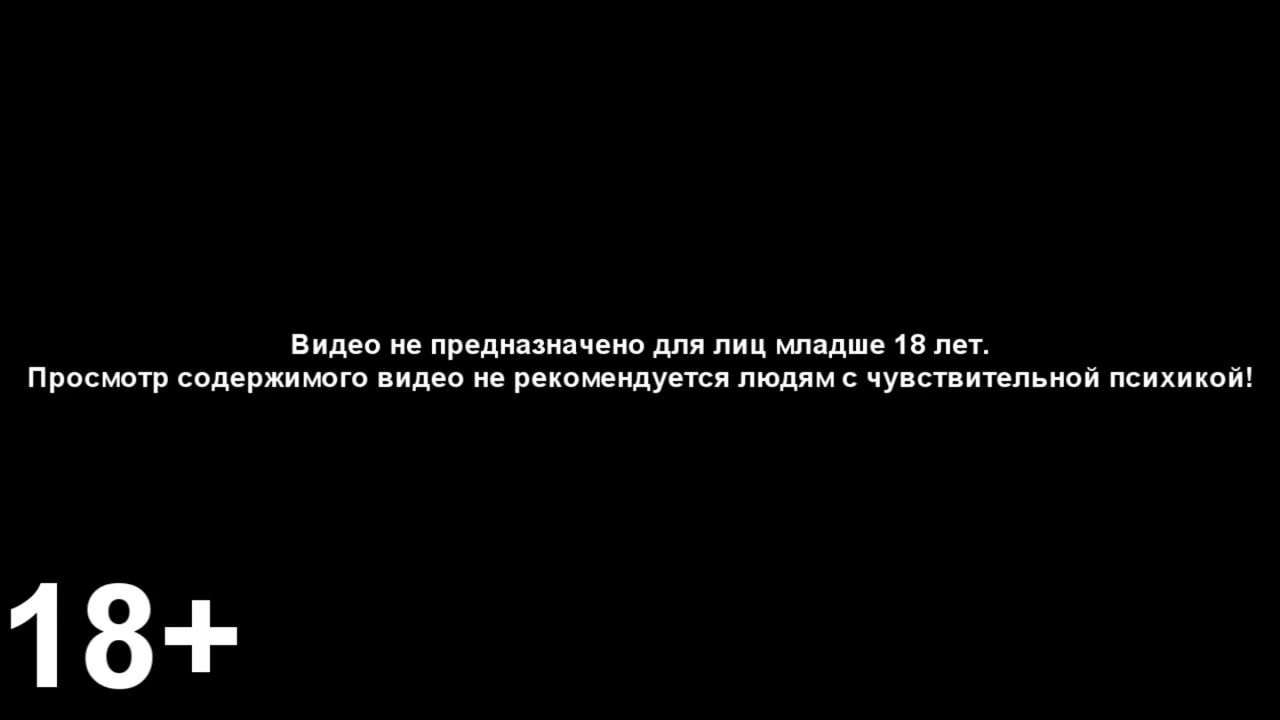 Видео не предназначено для лиц младше 18 лет.
Просмотр содержимого видео не рекомендуется людям с чувствительной психикой!
18+